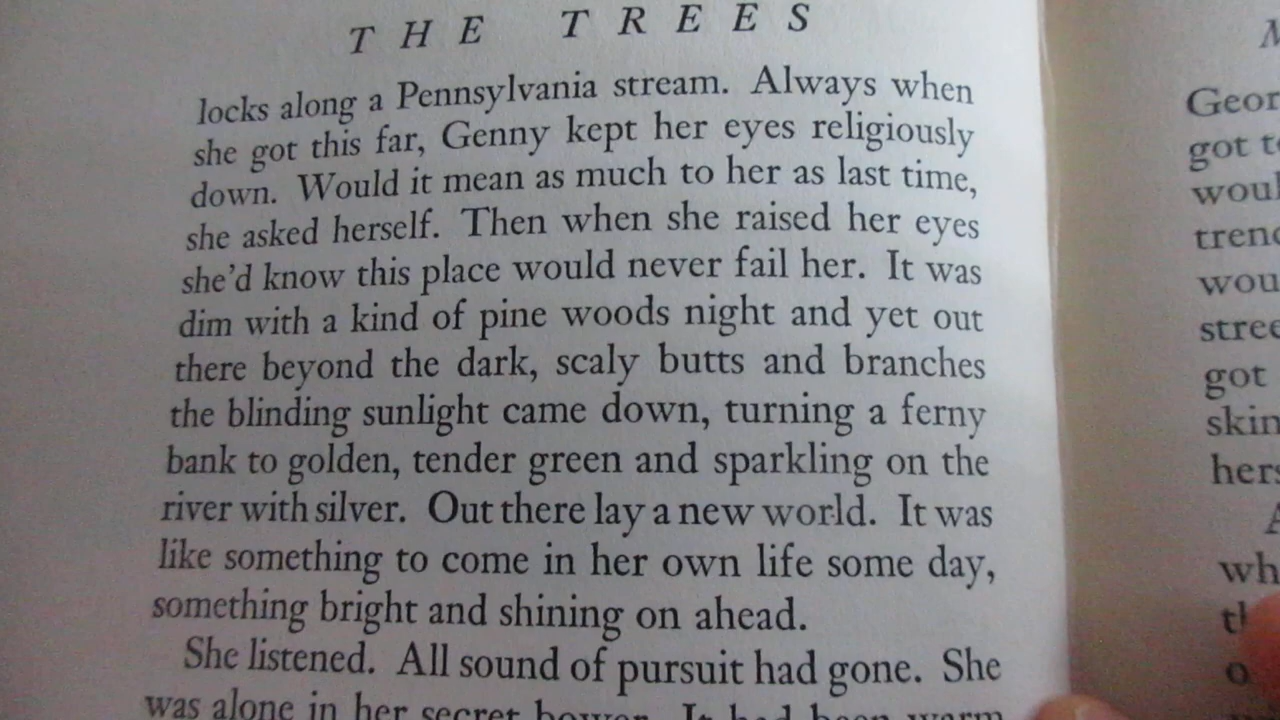 THE TREES
locks along a Pennsylvania stream. Always when
she got this far, Genny kept her eyes religiously
down. Would it mean as much to her as last time,
she asked herself. Then when she raised her eyes
she'd know this place would never fail her. It was
dim with a kind of pine woods night and yet out
there beyond the dark, scaly butts and branches
the blinding sunlight came down, turning a ferny
bank to golden, tender green and sparkling on the
river with silver. Out there lay a new world. It was
like something to come in her own life some day,
something bright and shining on ahead.
She listened. All sound of pursuit had gone. She
was alone in her secret bower. It had been warm
got